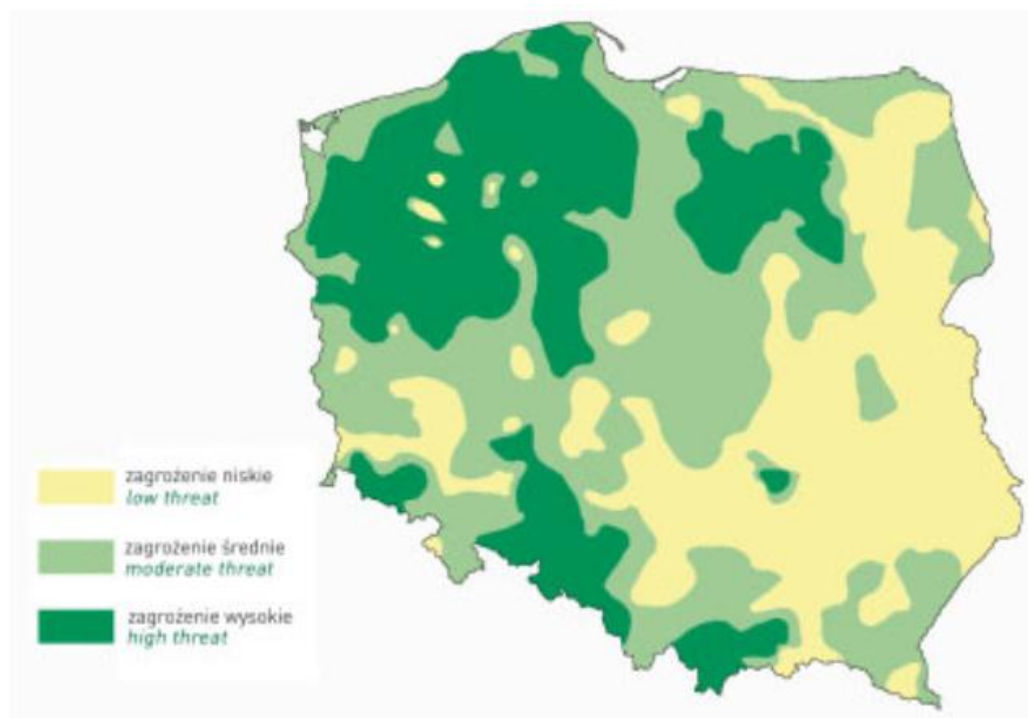 zagrożenie niskie
low threat
zagrożenie średnie
moderate threat
zagrożenie wysokie
high threat